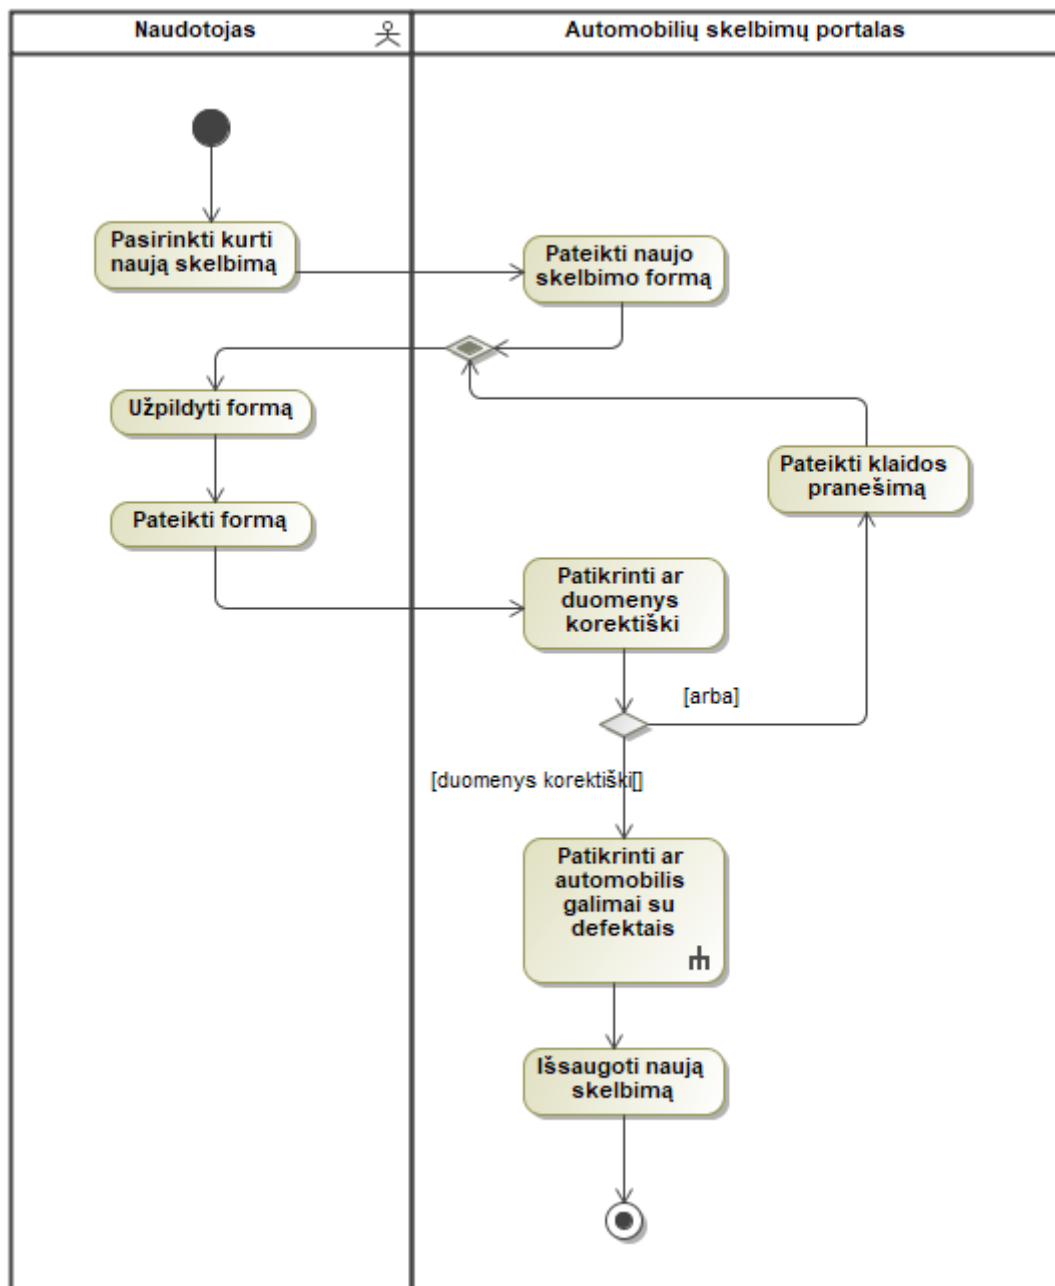 Naudotojas
Automobilių skelbimų portalas
Pasirinkti kurti
naują skelbimą
Pateikti naujo
skelbimo formą
Užpildyti formą
Pateikti klaidos
pranešimą
Pateikti formą
Patikrinti ar
duomenys
korektiški
[arba]
[duomenys korektiški[]
Patikrinti ar
automobilis
galimai su
defektais
Išsaugoti naują
skelbimą